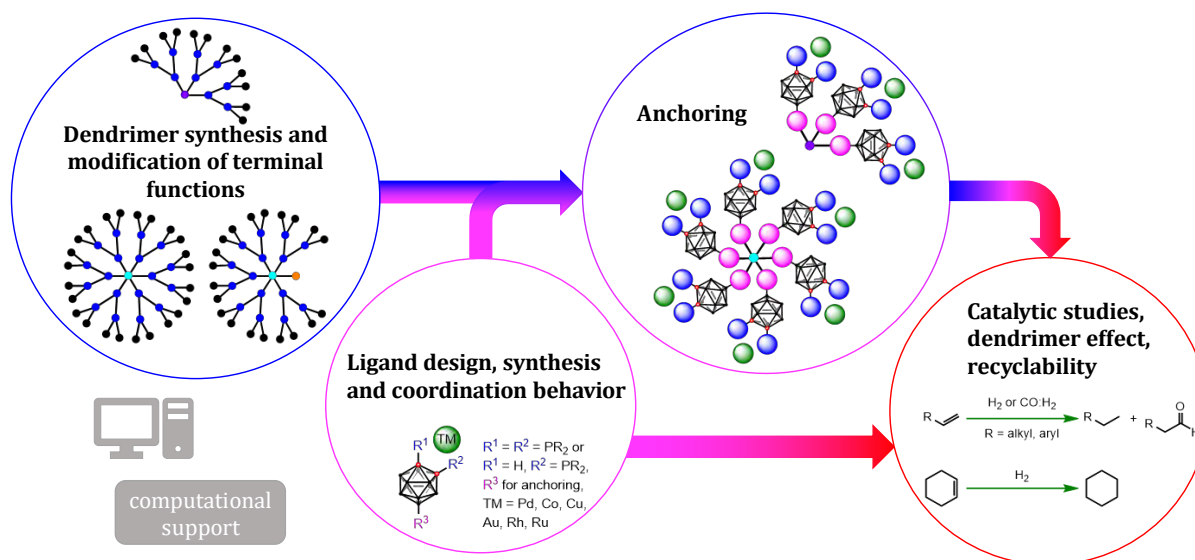 Dendrimer synthesis and
modification of terminal
functions
Anchoring
Ligand design, synthesis
and coordination behavior
TM
R¹
R²
R³
R¹ = R² = PR₂ or
R¹ = H, R² = PR₂,
R³ for anchoring,
TM = Pd, Co, Cu,
Au, Rh, Ru
computational
support
Catalytic studies,
dendrimer effect,
recyclability
R
H₂ or CO:H₂
R = alkyl, aryl
R
+
R
O
H
H₂